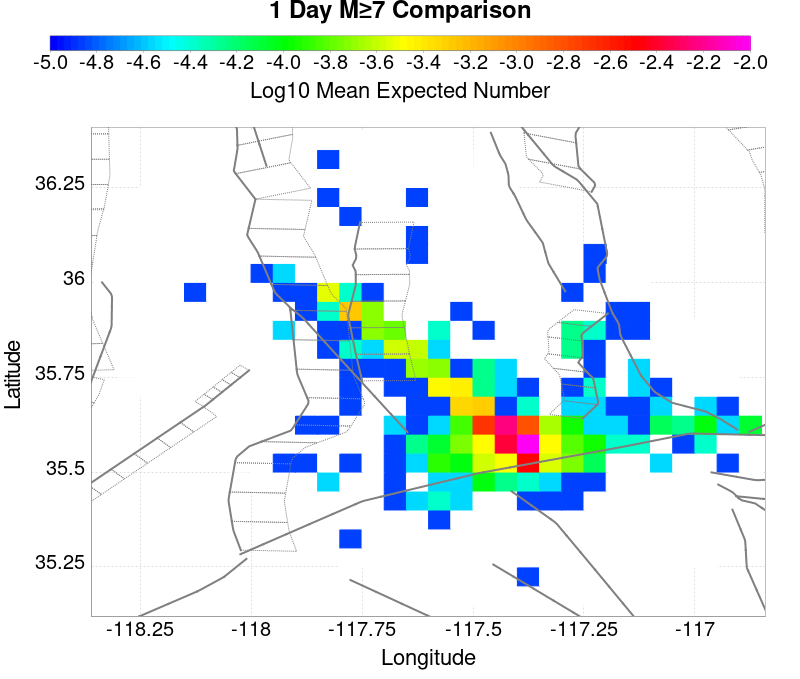 1 Day M≥7 Comparison
-5.0 -4.8 -4.6 -4.4 -4.2 -4.0 -3.8 -3.6 -3.4 -3.2 -3.0 -2.8 -2.6 -2.4 -2.2 -2.0
Log10 Mean Expected Number
36.25
36
35.75
35.5
35.25
Latitude
-118.25 -118 -117.75 -117.5 -117.25 -117
Longitude